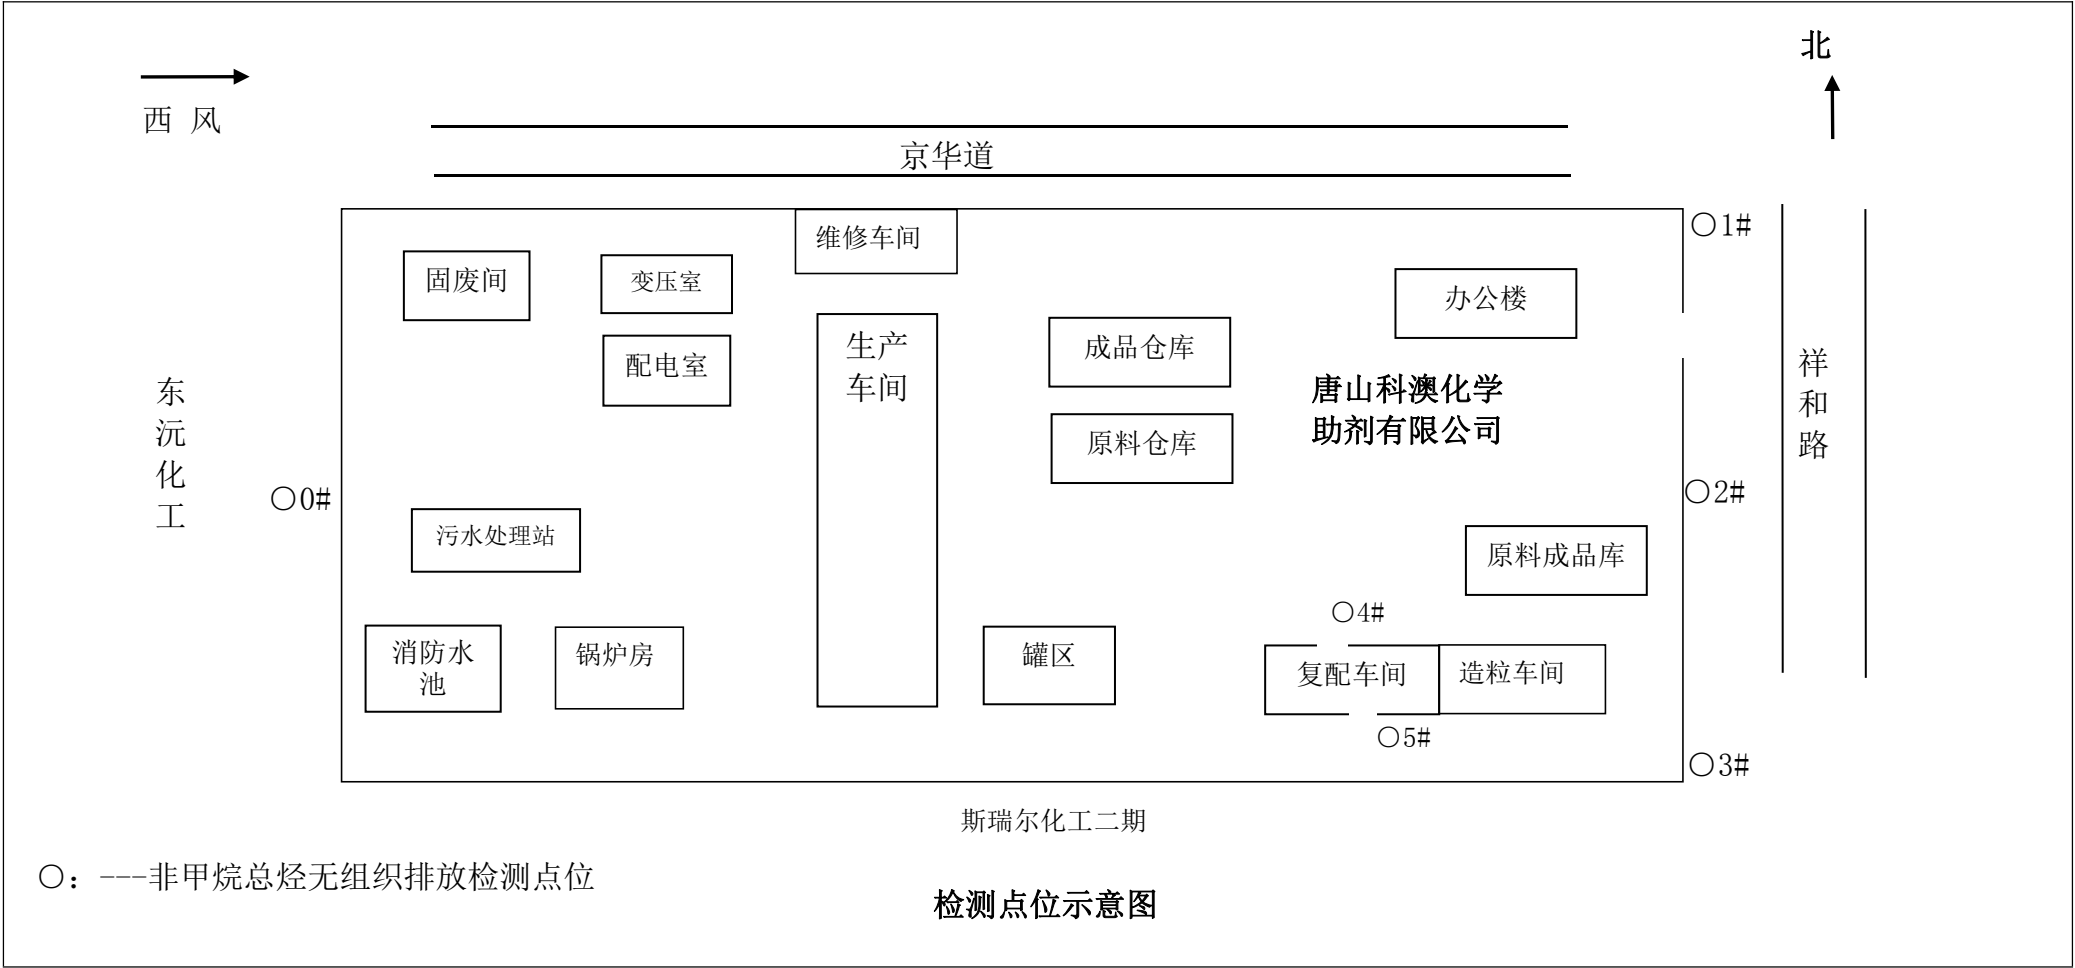 北
西 风
京华道
维修车间
○1#
固废间
变压室
办公楼
生产
车间
成品仓库
配电室
唐山科澳化学
助剂有限公司
祥
和
路
东
沅
化
工
原料仓库
○0#
○2#
污水处理站
原料成品库
○4#
消防水
池
锅炉房
罐区
复配车间
造粒车间
○5#
○3#
斯瑞尔化工二期
○：---非甲烷总烃无组织排放检测点位
检测点位示意图